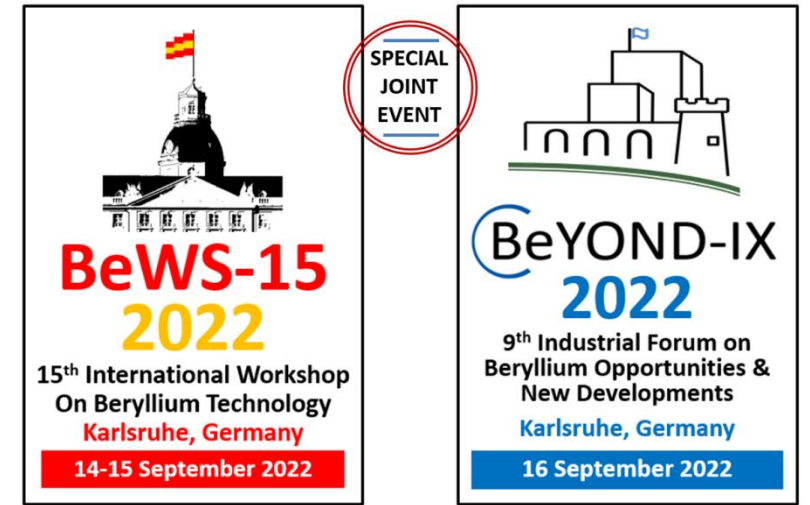 BeWS-15
2022
15th International Workshop
On Beryllium Technology
Karlsruhe, Germany
14-15 September 2022
SPECIAL
JOINT
EVENT
BeYOND-IX
2022
9th Industrial Forum on
Beryllium Opportunities &
New Developments
Karlsruhe, Germany
16 September 2022